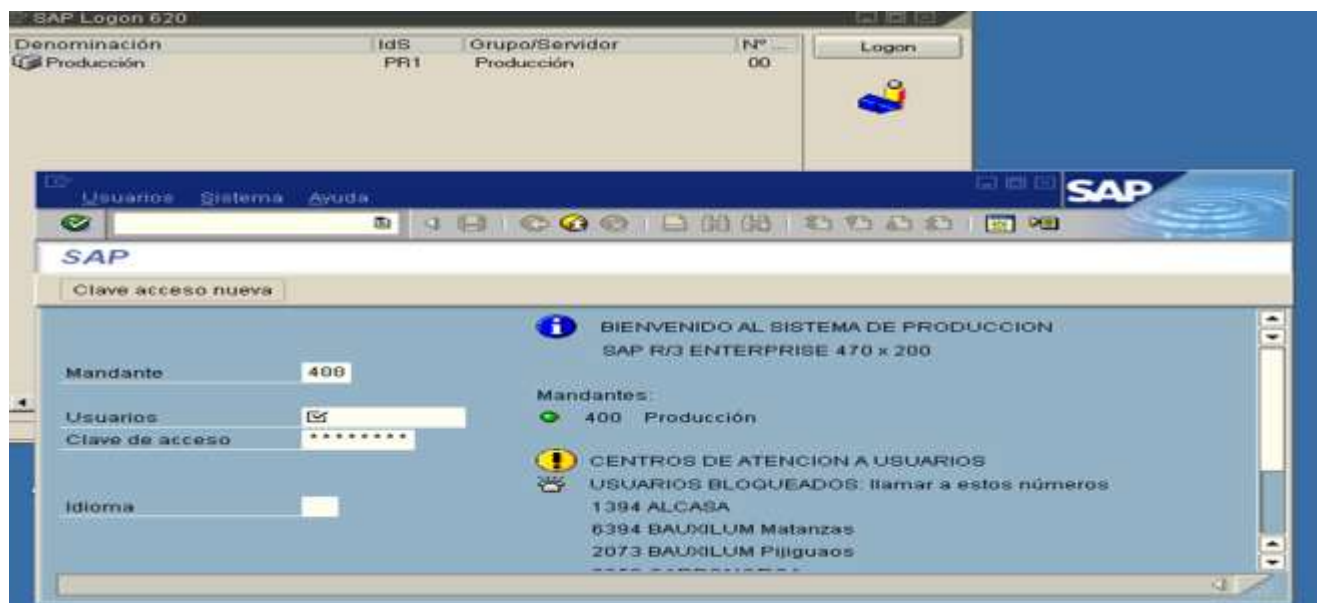 SAP Logon 620
Denominación IdS Grupo/Servidor Nº ...
Producción PR1 Producción 00
Logon
Usuarios Sistema Ayuda
SAP
SAP
Clave acceso nueva
BIENVENIDO AL SISTEMA DE PRODUCCION
SAP R/3 ENTERPRISE 470 x 200
Mandante 400
Mandantes:
400 Producción
Usuarios
Clave de acceso ********
CENTROS DE ATENCION A USUARIOS
USUARIOS BLOQUEADOS: llamar a estos números
Idioma
1394 ALCASA
6394 BAUXILUM Matanzas
2073 BAUXILUM Pijiguaos